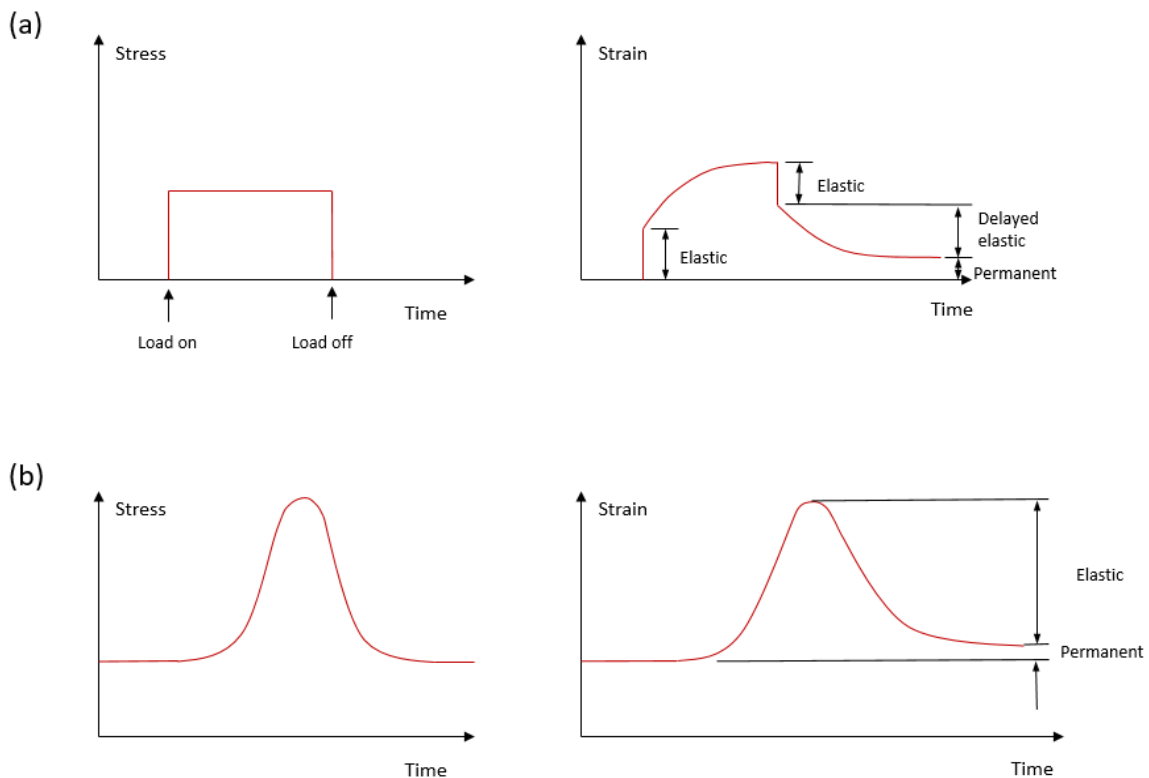 (a)
Stress
Time
Load on
Load off
Strain
Elastic
Elastic
Delayed
elastic
Permanent
Time
(b)
Stress
Time
Strain
Elastic
Permanent
Time